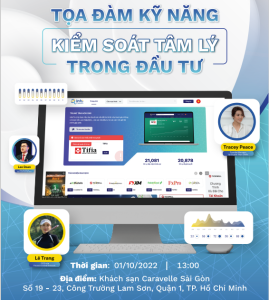 TỌA ĐÀM KỸ NĂNG
KIỂM SOÁT TÂM LÝ
TRONG ĐẦU TƯ
Tracey Peace
Tifia
21,081
20,878
FxPro
Lê Trang
Thời gian: 01/10/2022 | 13:00
Địa điểm: Khách sạn Caravelle Sài Gòn
Số 19 - 23, Công Trường Lam Sơn, Quận 1, TP. Hồ Chí Minh